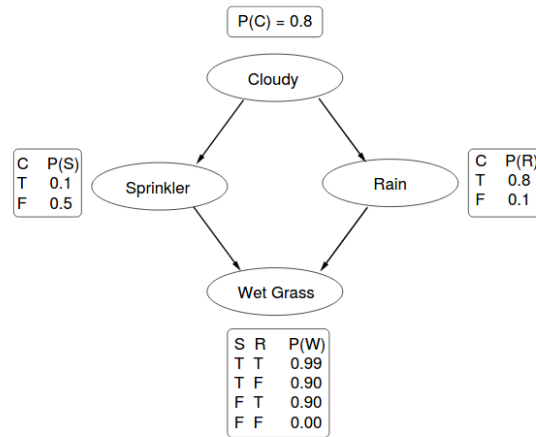 P(C) = 0.8
Cloudy
C P(S)
T 0.1
F 0.5
Sprinkler
Rain
C P(R)
T 0.8
F 0.1
Wet Grass
S R P(W)
T T 0.99
T F 0.90
F T 0.90
F F 0.00